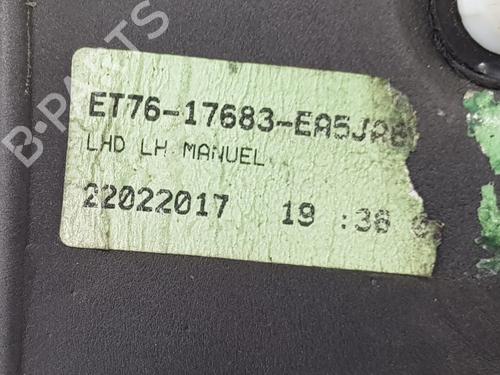 B-PARTS
ET76-17683-EA5JA
LHD LH MANUEL
22022017 19 :38